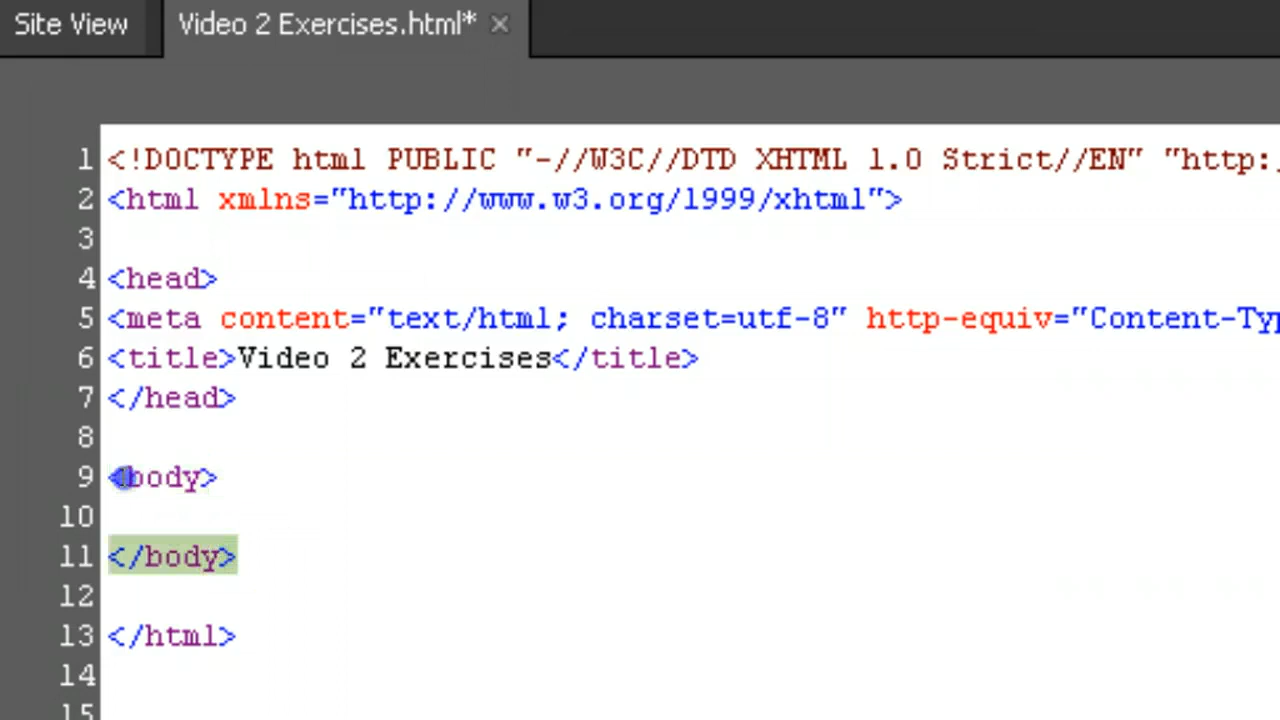 Site View
Video 2 Exercises.html*
1 <!DOCTYPE html PUBLIC "-//W3C//DTD XHTML 1.0 Strict//EN" "http:
2 <html xmlns="http://www.w3.org/1999/xhtml">
3
4 <head>
5 <meta content="text/html; charset=utf-8" http-equiv="Content-Typ
6 <title>Video 2 Exercises</title>
7 </head>
8
9 <body>
10
11 </body>
12
13 </html>
14
15